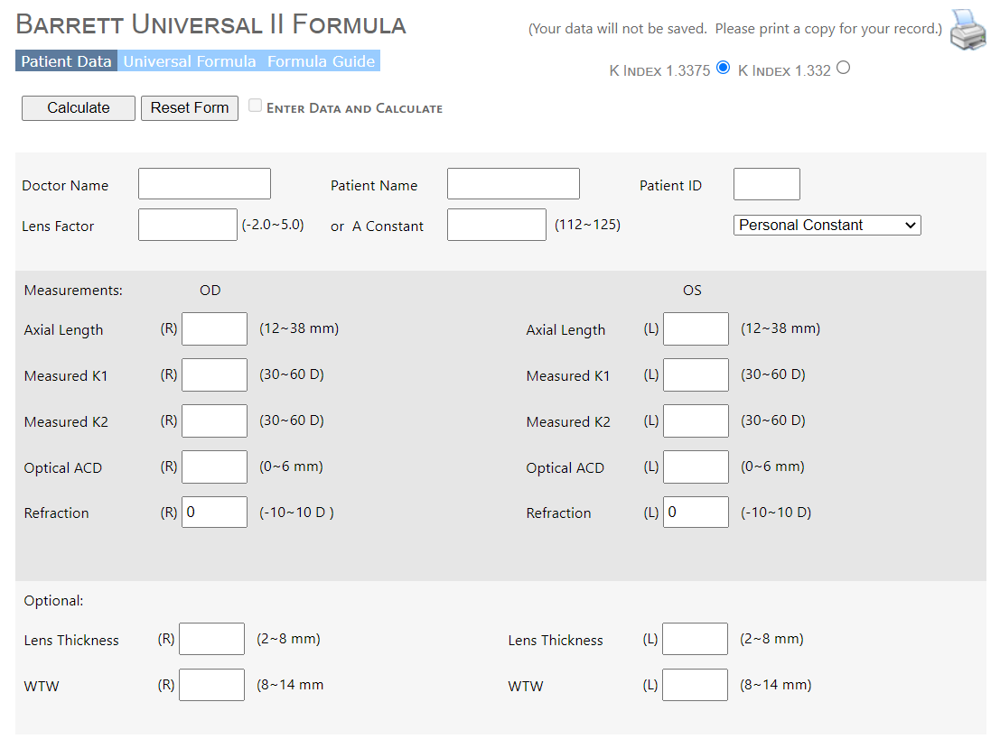 BARRETT UNIVERSAL II FORMULA
(Your data will not be saved. Please print a copy for your record.)
Patient Data Universal Formula Formula Guide
K INDEX 1.3375 K INDEX 1.332
Calculate Reset Form ENTER DATA AND CALCULATE
Doctor Name Patient Name Patient ID
Lens Factor (-2.0~5.0) or A Constant (112~125) Personal Constant
Measurements: OD OS
Axial Length (R) (12~38 mm) Axial Length (L) (12~38 mm)
Measured K1 (R) (30~60 D) Measured K1 (L) (30~60 D)
Measured K2 (R) (30~60 D) Measured K2 (L) (30~60 D)
Optical ACD (R) (0~6 mm) Optical ACD (L) (0~6 mm)
Refraction (R) 0 (-10~10 D ) Refraction (L) 0 (-10~10 D)
Optional:
Lens Thickness (R) (2~8 mm) Lens Thickness (L) (2~8 mm)
WTW (R) (8~14 mm WTW (L) (8~14 mm)